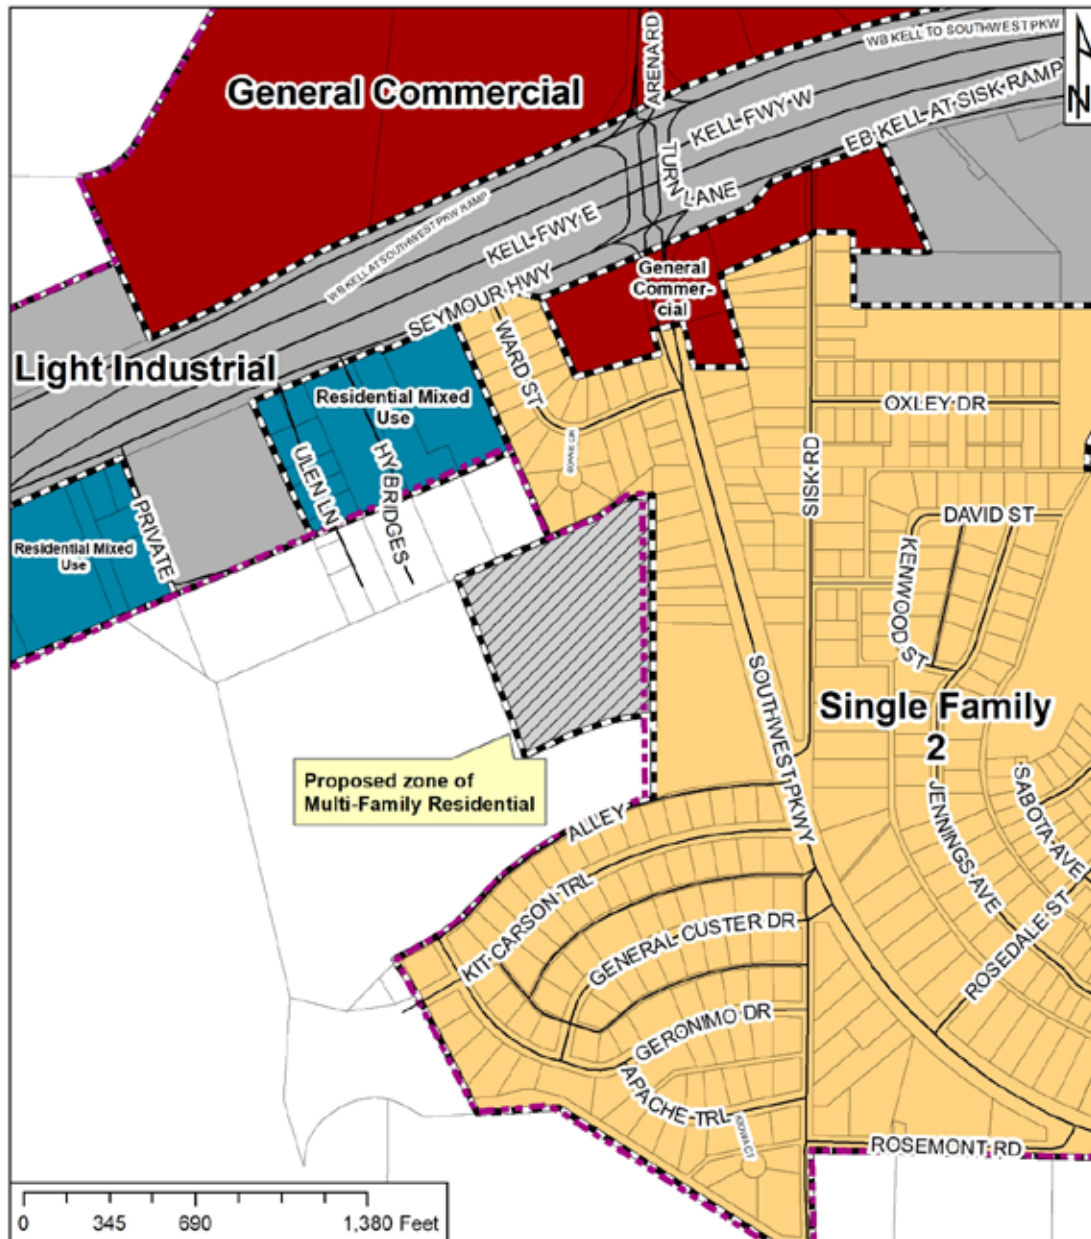 WB KELL TO SOUTHWEST PKW
ARENA RD
N
General Commercial
KELL FWY W
EB KELL AT SISK RAMP
TURN LANE
WB KELL AT SOUTHWEST PKW RAMP
KELL FWY E
General
Commer-
cial
SEYMOUR HWY
Light Industrial
WARD ST
Residential Mixed
Use
OXLEY DR
ULEN LN
HY BRIDGES
SISK RD
PRIVATE
Residential Mixed
Use
DAVID ST
KENWOOD ST
SOUTHWEST PKWY
Single Family
2
Proposed zone of
Multi-Family Residential
SABOTA AVE
JENNINGS AVE
ALLEY
KIT CARSON TRL
GENERAL CUSTER DR
ROSEDALE ST
GERONIMO DR
APACHE TRL
KIOWA CT
ROSEMONT RD
0 345 690 1,380 Feet